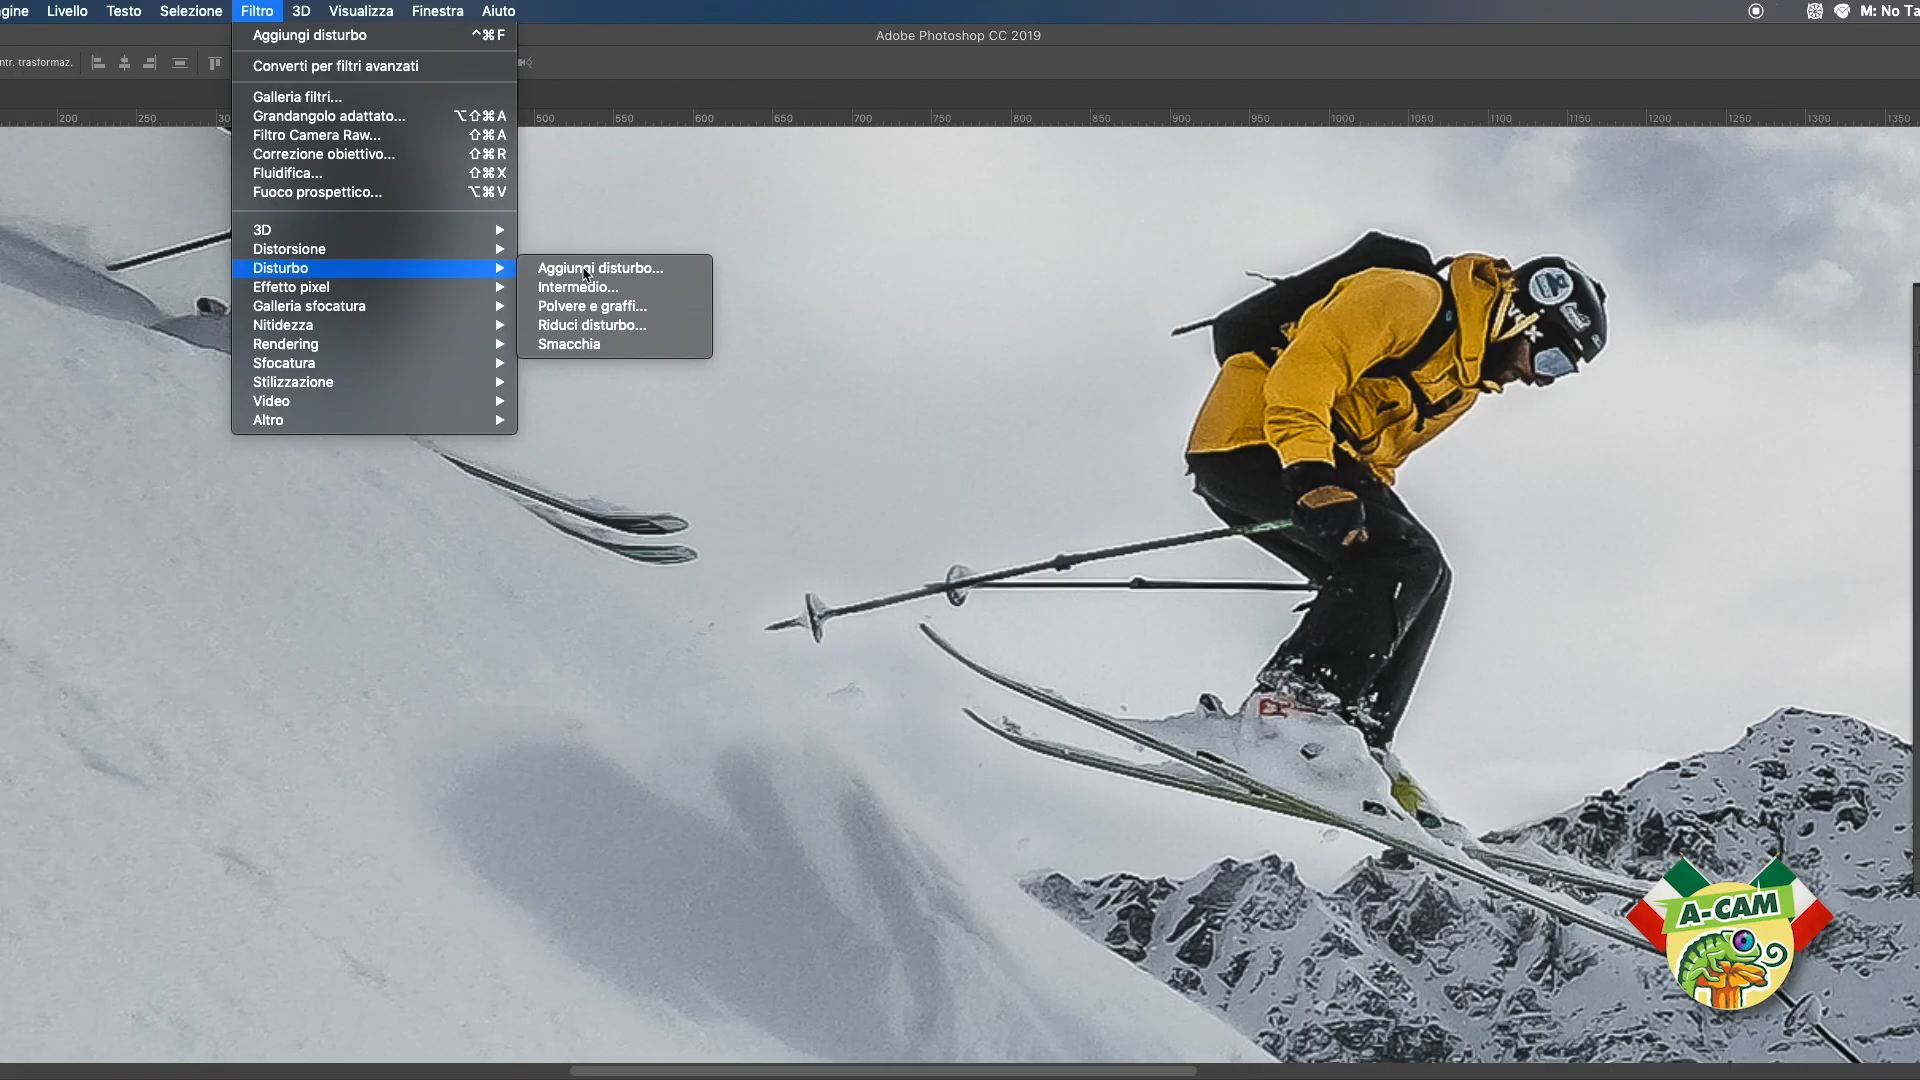 gine Livello Testo Selezione Filtro 3D Visualizza Finestra Aiuto M: No Ta
Adobe Photoshop CC 2019
ntr. trasformaz.
200 250 30 500 550 600 650 700 750 800 850 900 950 1000 1050 1100 1150 1200 1250 1300 1350
Aggiungi disturbo ^⌘F
Converti per filtri avanzati
Galleria filtri...
Grandangolo adattato... ⌥⇧⌘A
Filtro Camera Raw... ⇧⌘A
Correzione obiettivo... ⇧⌘R
Fluidifica... ⇧⌘X
Fuoco prospettico... ⌥⌘V
3D
Distorsione
Disturbo
Effetto pixel
Galleria sfocatura
Nitidezza
Rendering
Sfocatura
Stilizzazione
Video
Altro
Aggiungi disturbo...
Intermedio...
Polvere e graffi...
Riduci disturbo...
Smacchia
A-CAM